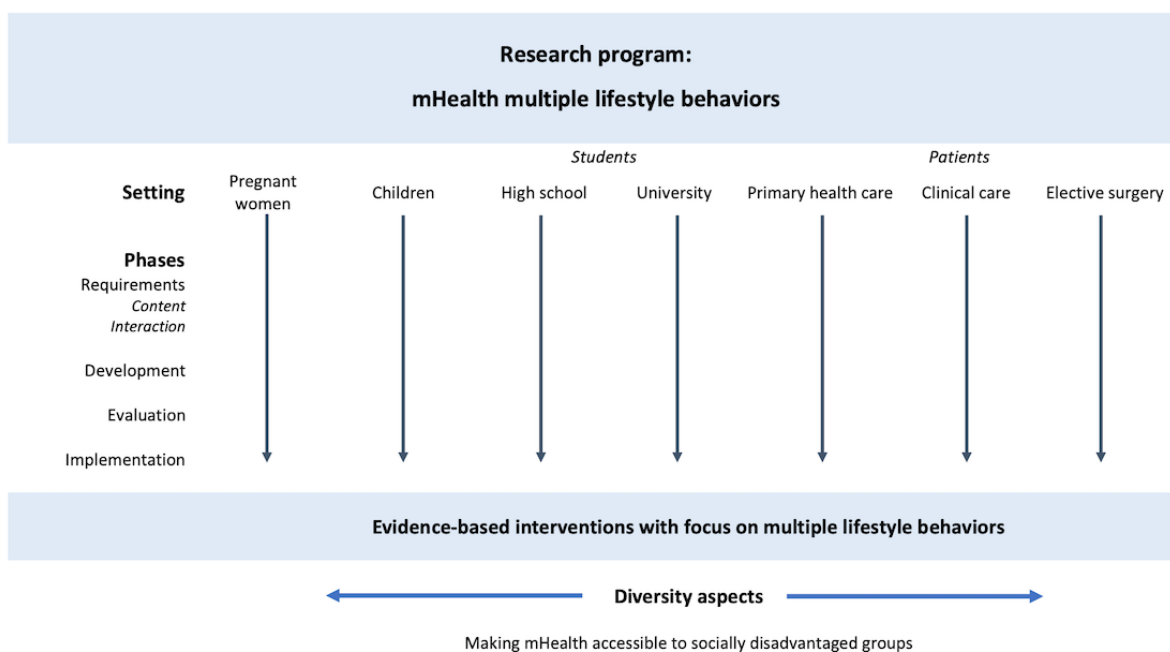 Research program:
mHealth multiple lifestyle behaviors
Students
Patients
Setting
Pregnant
women
Children
High school
University
Primary health care
Clinical care
Elective surgery
Phases
Requirements
Content
Interaction
Development
Evaluation
Implementation
Evidence-based interventions with focus on multiple lifestyle behaviors
Diversity aspects
Making mHealth accessible to socially disadvantaged groups